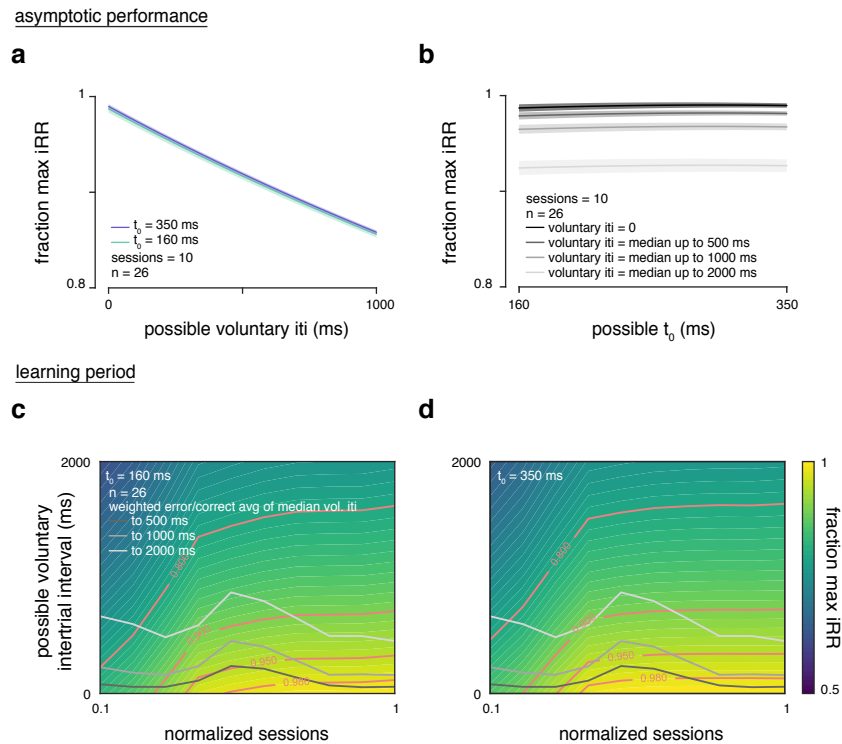 asymptotic performance
a
fraction max iRR
1
0.8
t0 = 350 ms
t0 = 160 ms
sessions = 10
n = 26
0
1000
possible voluntary iti (ms)
b
fraction max iRR
1
0.8
sessions = 10
n = 26
voluntary iti = 0
voluntary iti = median up to 500 ms
voluntary iti = median up to 1000 ms
voluntary iti = median up to 2000 ms
160
350
possible t0 (ms)
learning period
c
possible voluntary
intertrial interval (ms)
2000
0
t0 = 160 ms
n = 26
weighted error/correct avg of median vol. iti
to 500 ms
to 1000 ms
to 2000 ms
0.950
0.980
0.1
1
normalized sessions
d
2000
0
t0 = 350 ms
0.800
0.950
0.980
0.1
1
normalized sessions
1
0.5
fraction max iRR